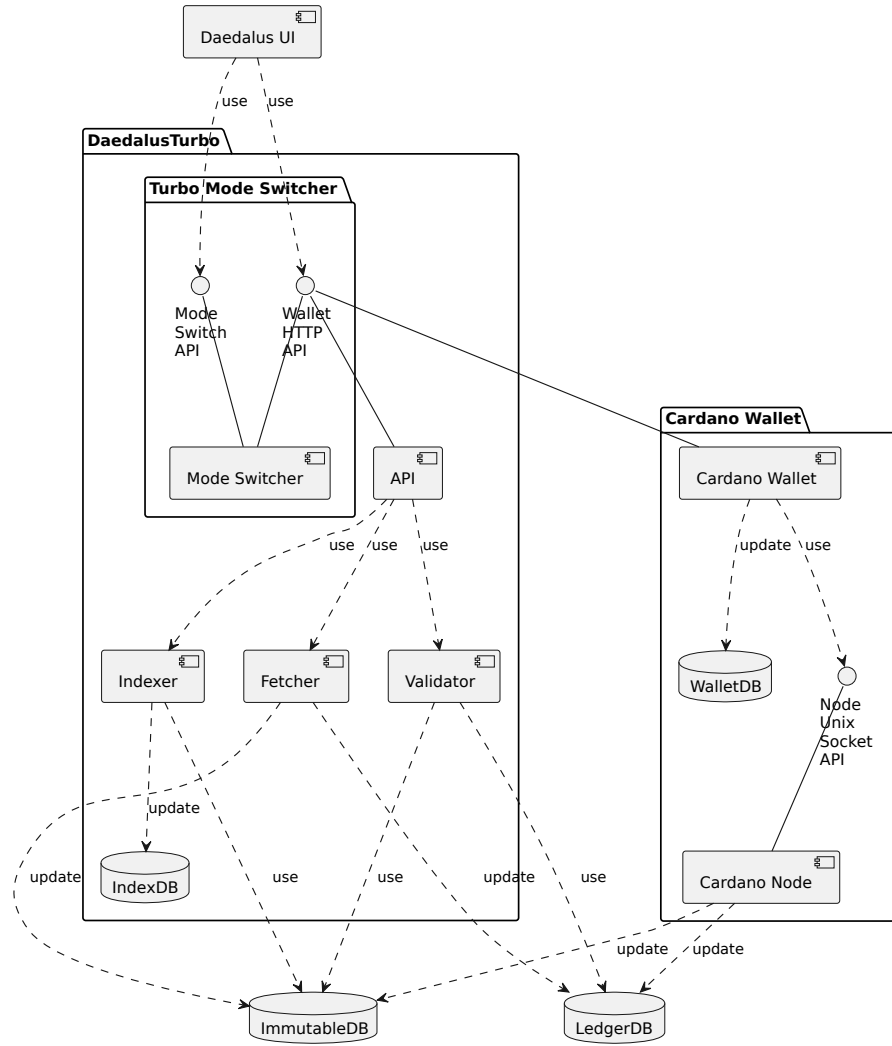 Daedalus UI
use
use
DaedalusTurbo
Turbo Mode Switcher
Mode
Switch
API
Wallet
HTTP
API
Cardano Wallet
Mode Switcher
API
Cardano Wallet
use
use
use
update
use
Indexer
Fetcher
Validator
WalletDB
Node
Unix
Socket
API
update
IndexDB
Cardano Node
update
use
use
update
use
update
update
ImmutableDB
LedgerDB